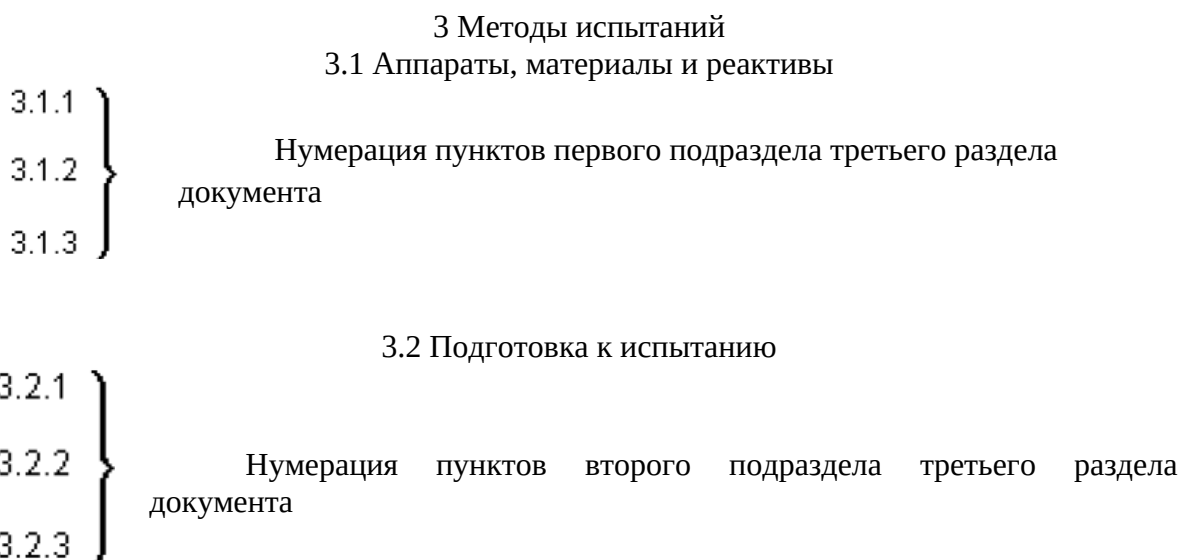 3 Методы испытаний
3.1 Аппараты, материалы и реактивы
3.1.1
Нумерация пунктов первого подраздела третьего раздела
3.1.2
документа
3.1.3
3.2 Подготовка к испытанию
3.2.1
3.2.2
Нумерация пунктов второго подраздела третьего раздела
документа
3.2.3